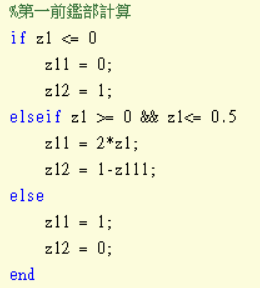 %第一前鑑部計算
if z1 <= 0
    z11 = 0;
    z12 = 1;
elseif z1 >= 0 && z1<= 0.5
    z11 = 2*z1;
    z12 = 1-z111;
else
    z11 = 1;
    z12 = 0;
end